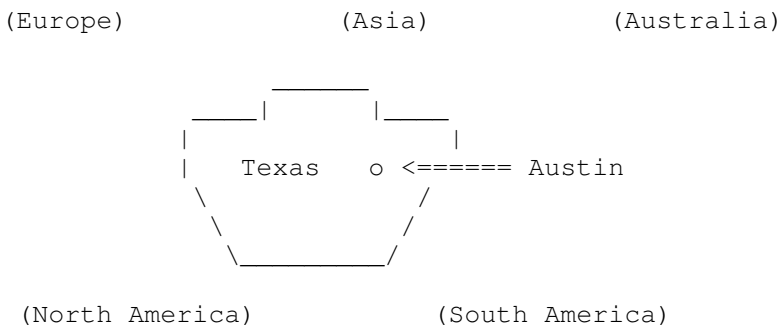 (Europe) (Asia) (Australia)
Texas o <====== Austin
(North America) (South America)